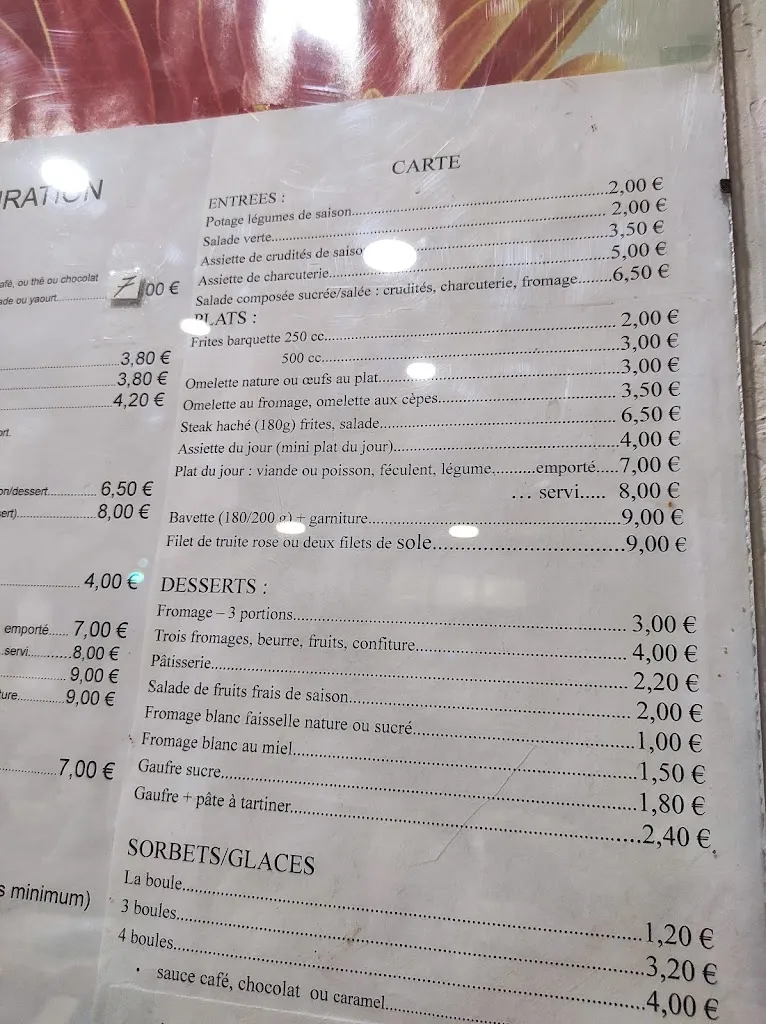 CARTE
ENTREES :
Potage légumes de saison 2,00 €
Salade verte 2,00 €
Assiette de crudités de saiso 3,50 €
Assiette de charcuterie 5,00 €
Salade composée sucrée/salée : crudités, charcuterie, fromage 6,50 €
PLATS :
Frites barquette 250 cc 2,00 €
500 cc 3,00 €
Omelette nature ou œufs au plat 3,00 €
Omelette au fromage, omelette aux cèpes 3,50 €
Steak haché (180g) frites, salade 6,50 €
Assiette du jour (mini plat du jour) 4,00 €
Plat du jour : viande ou poisson, féculent, légume emporté 7,00 €
... servi..... 8,00 €
Bavette (180/200 g) + garniture 9,00 €
Filet de truite rose ou deux filets de sole 9,00 €
DESSERTS :
Fromage – 3 portions 3,00 €
Trois fromages, beurre, fruits, confiture 4,00 €
Pâtisserie 2,20 €
Salade de fruits frais de saison 2,00 €
Fromage blanc faisselle nature ou sucré 1,00 €
Fromage blanc au miel 1,50 €
Gaufre sucre 1,80 €
Gaufre + pâte à tartiner 2,40 €
SORBETS/GLACES
La boule 1,20 €
3 boules 3,20 €
4 boules 4,00 €
• sauce café, chocolat ou caramel
RATION
afé, ou thé ou chocolat
ade ou yaourt 7,00 €
3,80 €
3,80 €
4,20 €
ort.
on/dessert 6,50 €
sert) 8,00 €
4,00 €
emporté 7,00 €
servi 8,00 €
9,00 €
ture 9,00 €
7,00 €
s minimum)